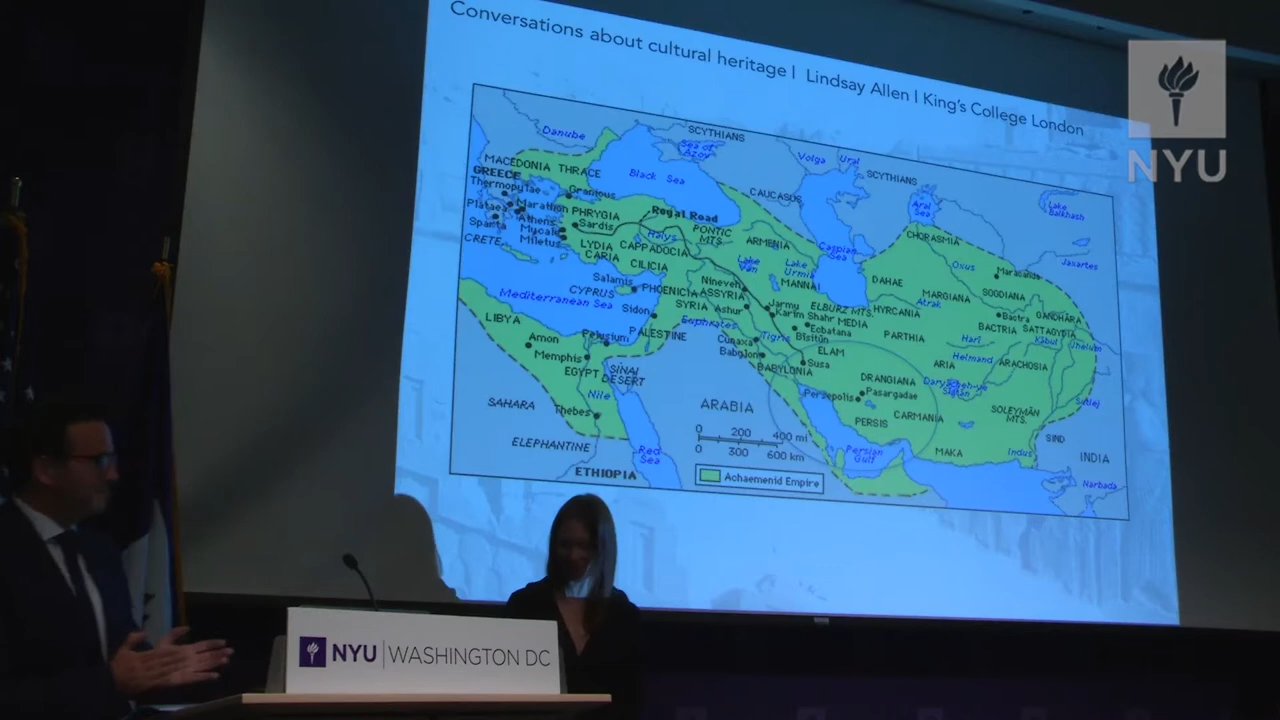 Conversations about cultural heritage | Lindsay Allen | King's College London
NYU
Danube
SCYTHIANS
Sea of
Azov
Volga
Ural
SCYTHIANS
Lake
Balkhash
MACEDONIA
THRACE
Black Sea
CAUCASUS
Aral
Sea
GREECE
Thermopylae
Granicus
Plataea
Marathon
PHRYGIA
Royal Road
Athens
Sardis
Halys
PONTIC
MTS.
ARMENIA
Caspian
Sea
CHORASMIA
Jaxartes
Sparta
Mycale
Miletus
CRETE
LYDIA
CAPPADOCIA
CARIA
CILICIA
Lake
Van
Lake
Urmia
MANNAI
DAHAE
Oxus
Maracanda
Salamis
CYPRUS
PHOENICIA
Nineveh
ASSYRIA
ELBURZ MTS.
HYRCANIA
MARGIANA
Atrak
SOGDIANA
Mediterranean Sea
Sidon
SYRIA
Ashur
Jarmu
Karim Shahr
MEDIA
Ecbatana
Bisitun
PARTHIA
Bactra
BACTRIA
GANDHARA
SATTAGYDIA
LIBYA
Amon
Pelusium
PALESTINE
Euphrates
Tigris
Cunaxa
Babylon
BABYLONIA
ELAM
Susa
Hari
Kabul
Jhelum
ARIA
Helmand
ARACHOSIA
Memphis
EGYPT
SINAI
DESERT
Nile
DRANGIANA
Daryacheh-ye
Sistan
Persepolis
Pasargadae
CARMANIA
SOLEYMĀN
MTS.
Sutlej
SAHARA
Thebes
ARABIA
PERSIS
SIND
ELEPHANTINE
0 200 400 mi
0 300 600 km
Persian
Gulf
MAKA
Indus
INDIA
Red
Sea
ETHIOPIA
Achaemenid Empire
Narbada
NYU WASHINGTON DC